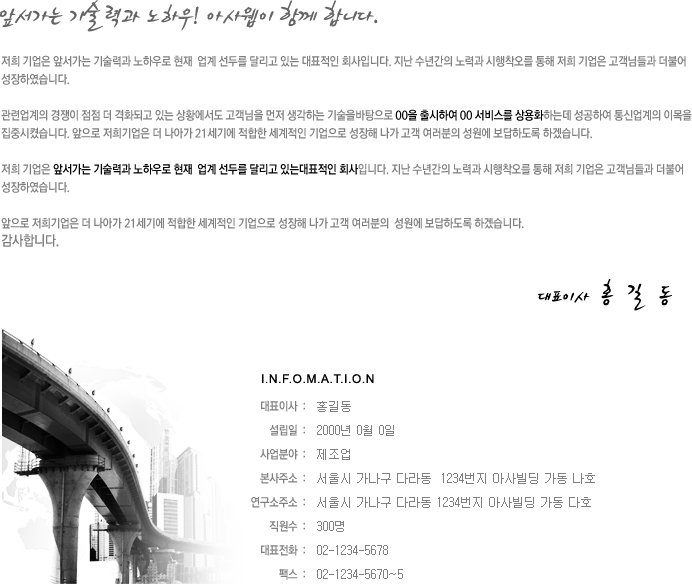 앞서가는 기술력과 노하우! 아사웹이 함께 합니다.
저희 기업은 앞서가는 기술력과 노하우로 현재 업계 선두를 달리고 있는 대표적인 회사입니다. 지난 수년간의 노력과 시행착오를 통해 저희 기업은 고객님들과 더불어
성장하였습니다.
관련업계의 경쟁이 점점 더 격화되고 있는 상황에서도 고객님을 먼저 생각하는 기술을바탕으로 00을 출시하여 00 서비스를 상용화하는데 성공하여 통신업계의 이목을
집중시켰습니다. 앞으로 저희기업은 더 나아가 21세기에 적합한 세계적인 기업으로 성장해 나가 고객 여러분의 성원에 보답하도록 하겠습니다.
저희 기업은 앞서가는 기술력과 노하우로 현재 업계 선두를 달리고 있는대표적인 회사입니다. 지난 수년간의 노력과 시행착오를 통해 저희 기업은 고객님들과 더불어
성장하였습니다.
앞으로 저희기업은 더 나아가 21세기에 적합한 세계적인 기업으로 성장해 나가 고객 여러분의 성원에 보답하도록 하겠습니다.
감사합니다.
대표이사 홍 길 동
I.N.F.O.M.A.T.I.O.N
대표이사 : 홍길동
설립일 : 2000년 0월 0일
사업분야 : 제조업
본사주소 : 서울시 가나구 다라동 1234번지 아사빌딩 가동 나호
연구소주소 : 서울시 가나구 다라동 1234번지 아사빌딩 가동 다호
직원수 : 300명
대표전화 : 02-1234-5678
팩스 : 02-1234-5670~5